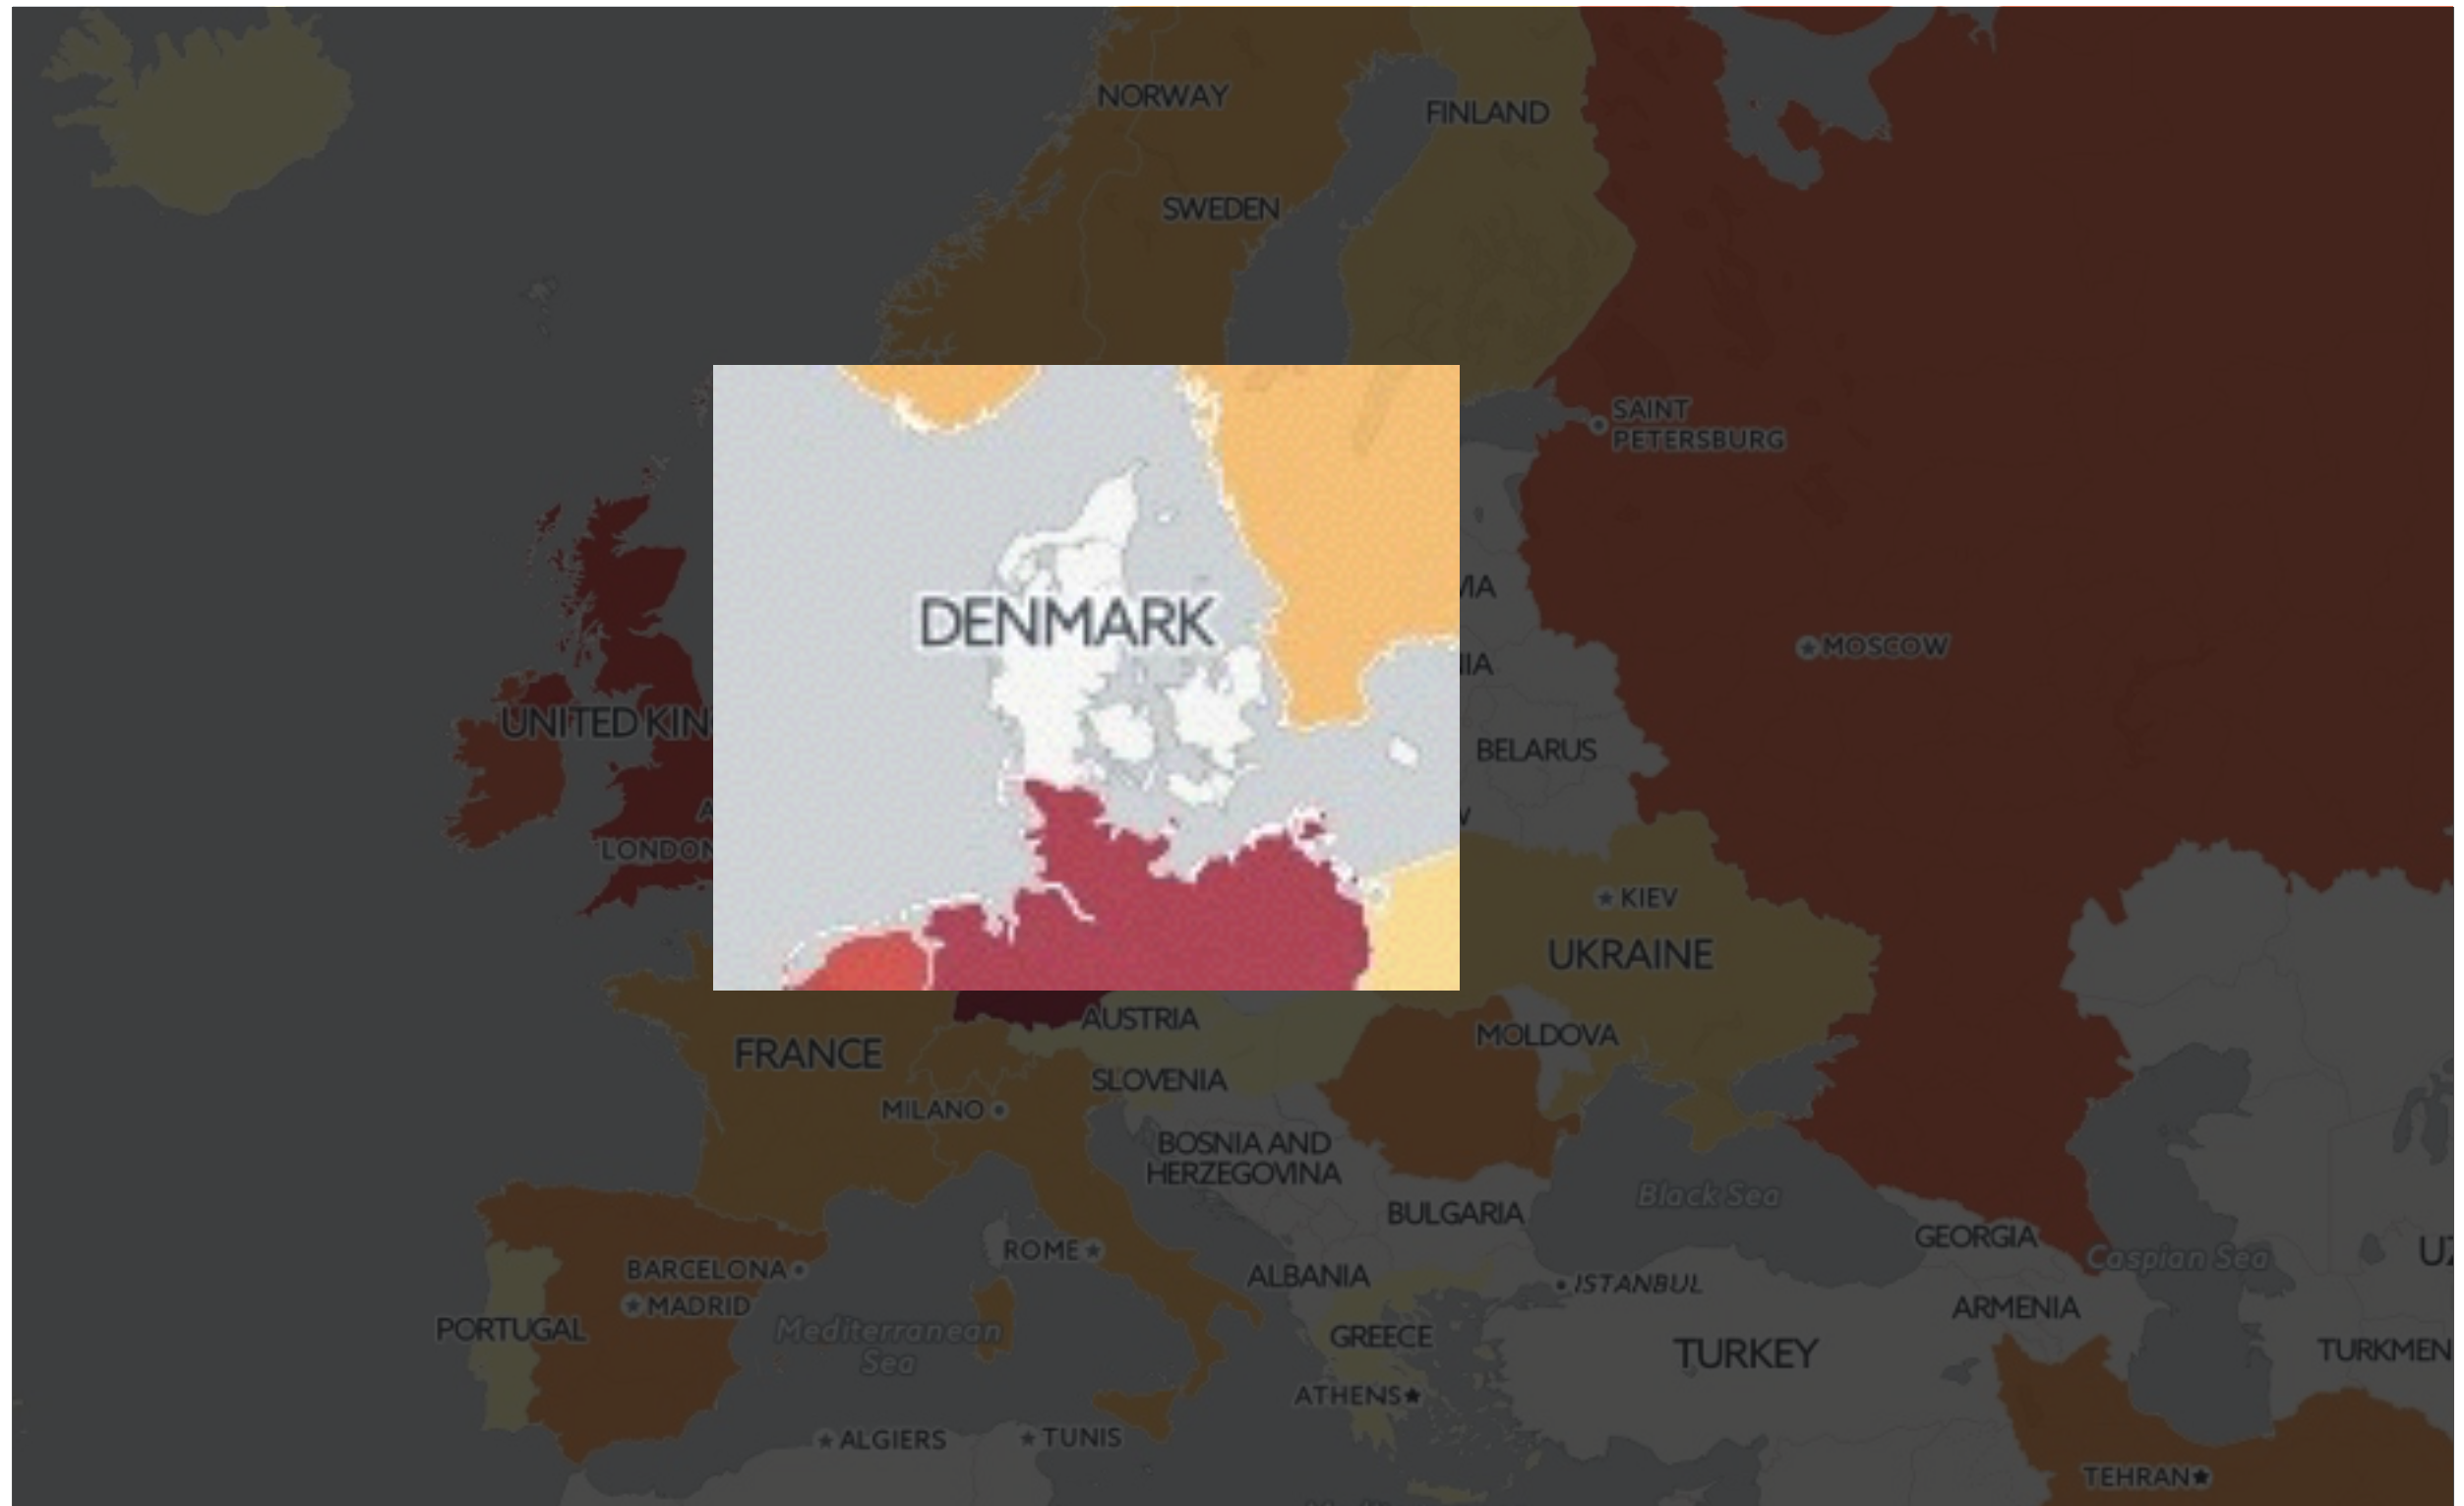 NORWAY
FINLAND
SWEDEN
SAINT
PETERSBURG
DENMARK
MOSCOW
UNITED KIN
BELARUS
LONDON
KIEV
UKRAINE
AUSTRIA
MOLDOVA
FRANCE
SLOVENIA
MILANO
BOSNIA AND
HERZEGOVINA
Black Sea
BULGARIA
GEORGIA
ROME
Caspian Sea
BARCELONA
ALBANIA
ISTANBUL
MADRID
ARMENIA
PORTUGAL
Mediterranean
Sea
GREECE
TURKEY
TURKMEN
ATHENS
ALGIERS
TUNIS
TEHRAN